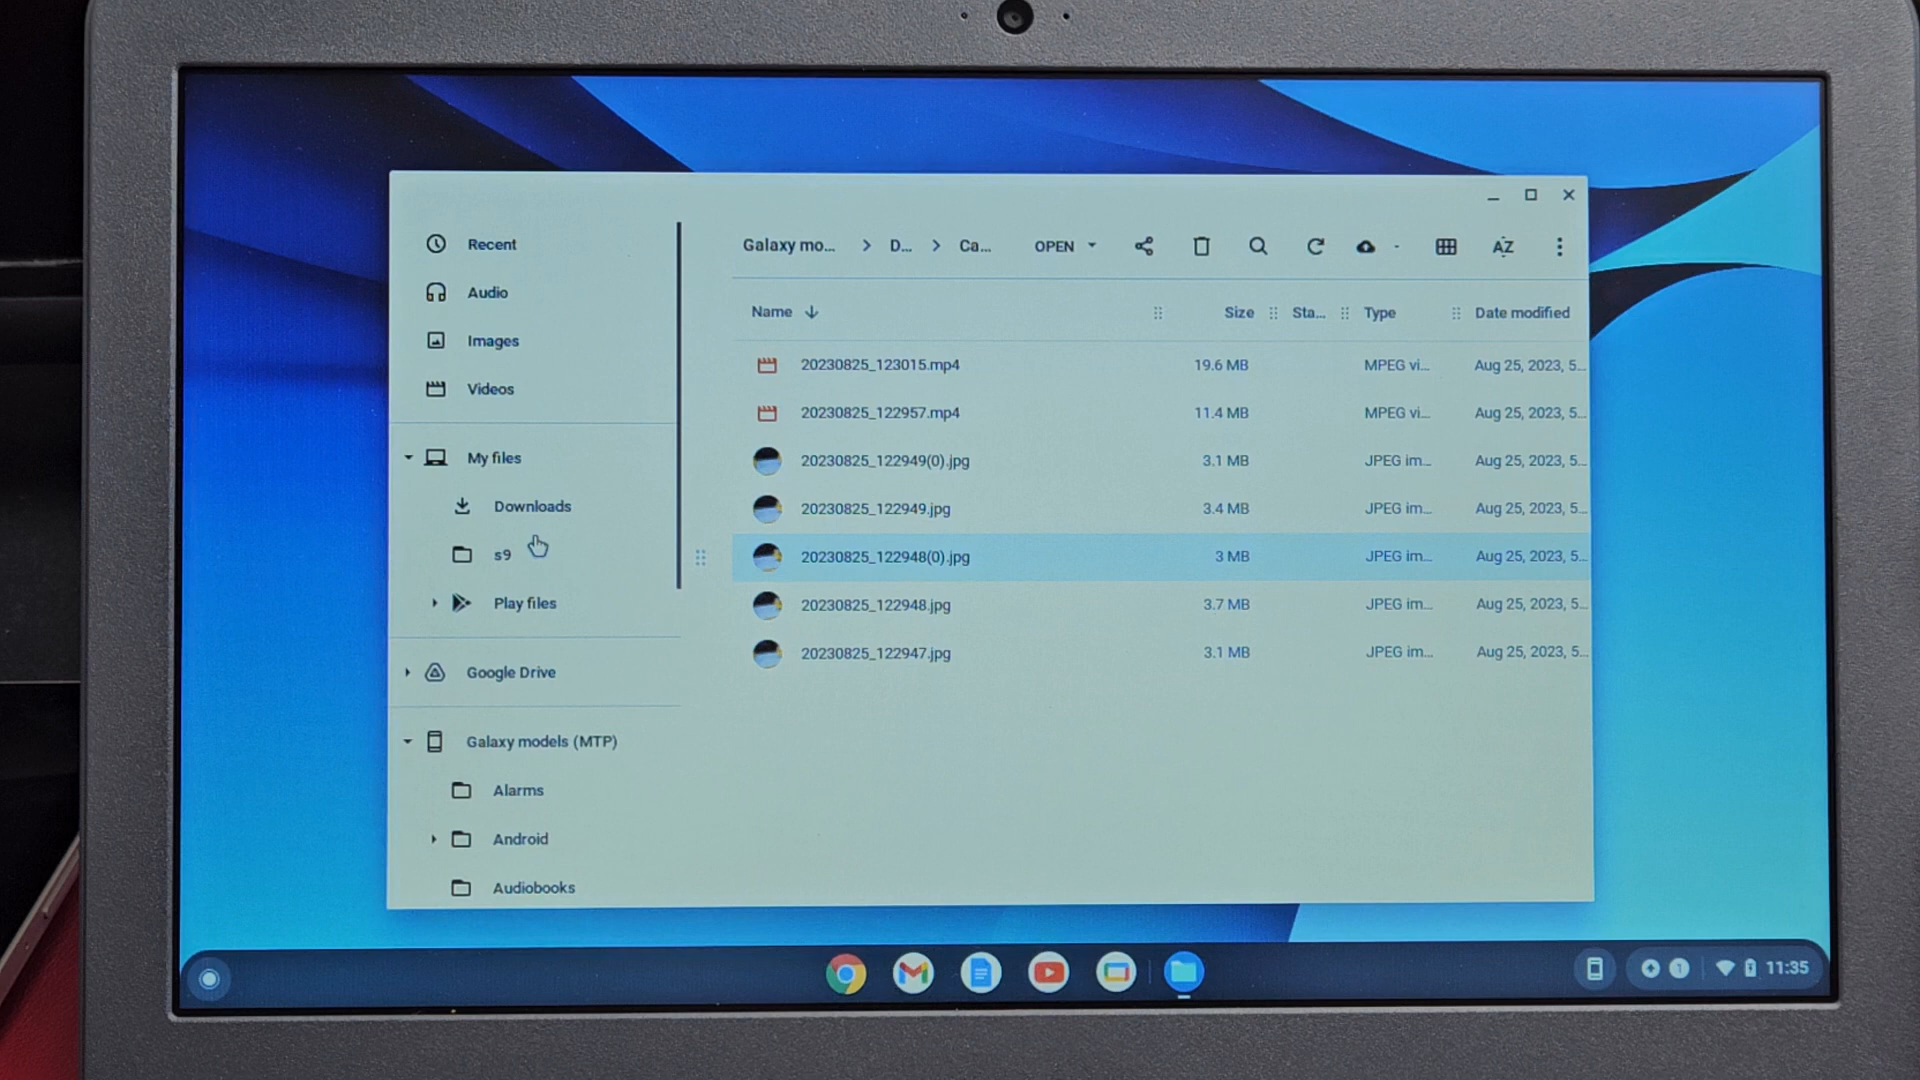 Recent
Audio
Images
Videos
My files
Downloads
s9
Play files
Google Drive
Galaxy models (MTP)
Alarms
Android
Audiobooks
Galaxy mo... > D... > Ca... OPEN AZ
Name Size Sta... Type Date modified
20230825_123015.mp4 19.6 MB MPEG vi... Aug 25, 2023, 5...
20230825_122957.mp4 11.4 MB MPEG vi... Aug 25, 2023, 5...
20230825_122949(0).jpg 3.1 MB JPEG im... Aug 25, 2023, 5...
20230825_122949.jpg 3.4 MB JPEG im... Aug 25, 2023, 5...
20230825_122948(0).jpg 3 MB JPEG im... Aug 25, 2023, 5...
20230825_122948.jpg 3.7 MB JPEG im... Aug 25, 2023, 5...
20230825_122947.jpg 3.1 MB JPEG im... Aug 25, 2023, 5...
1 11:35